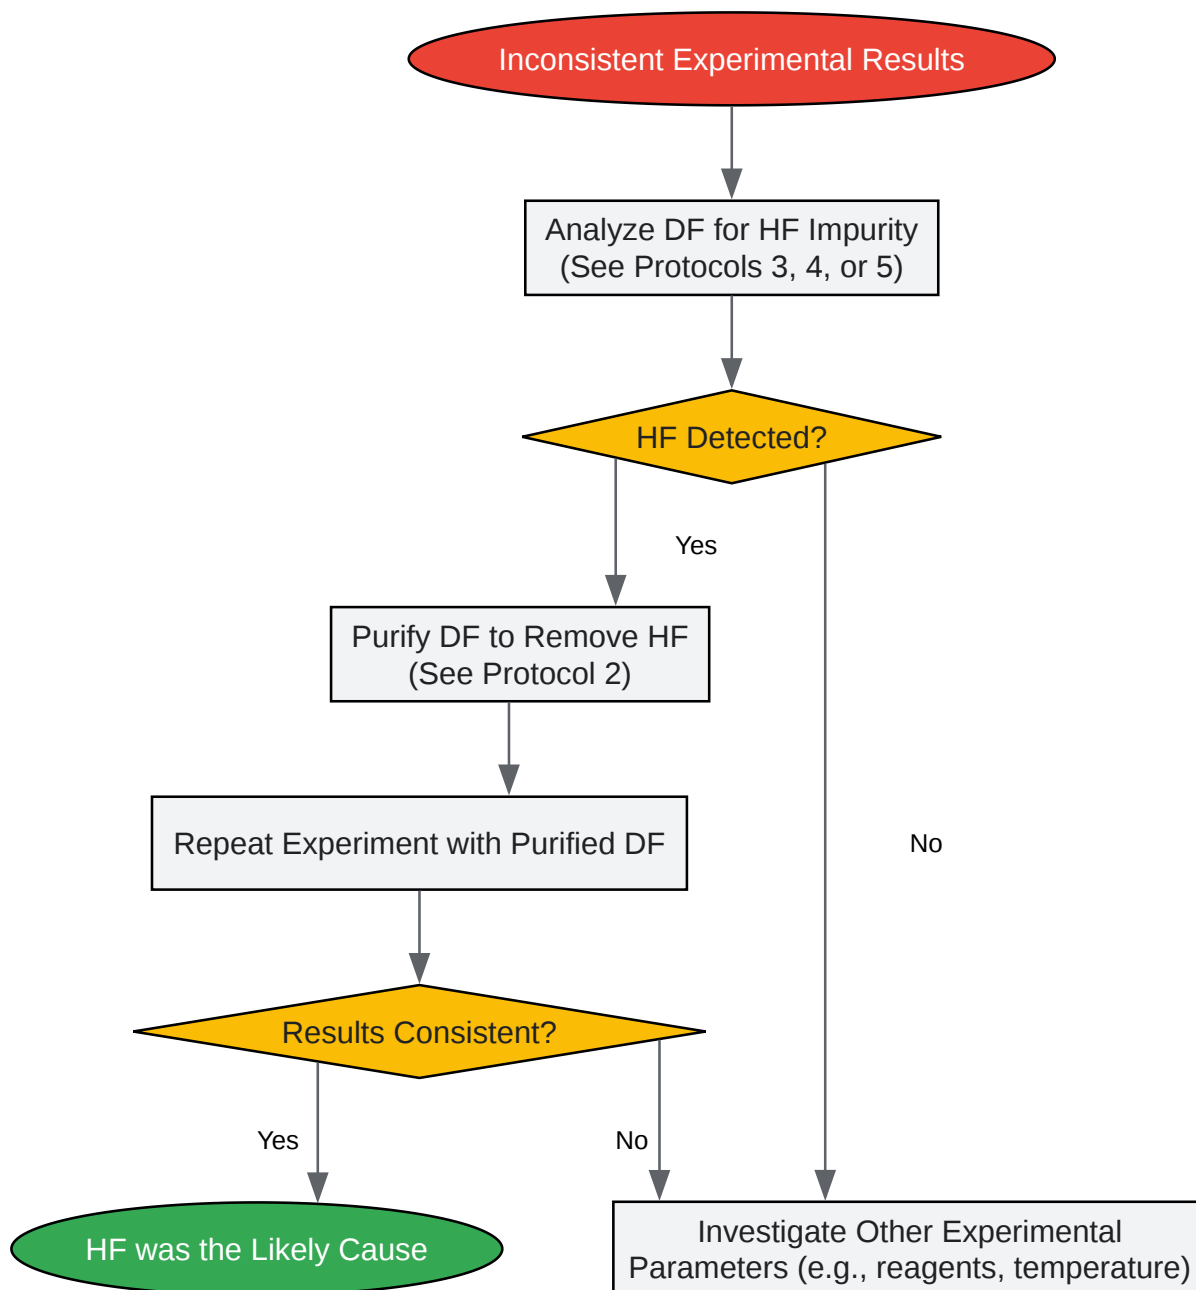 Inconsistent Experimental Results
Analyze DF for HF Impurity
(See Protocols 3, 4, or 5)
HF Detected?
Yes
Purify DF to Remove HF
(See Protocol 2)
Repeat Experiment with Purified DF
No
Results Consistent?
Yes
No
HF was the Likely Cause
Investigate Other Experimental
Parameters (e.g., reagents, temperature)